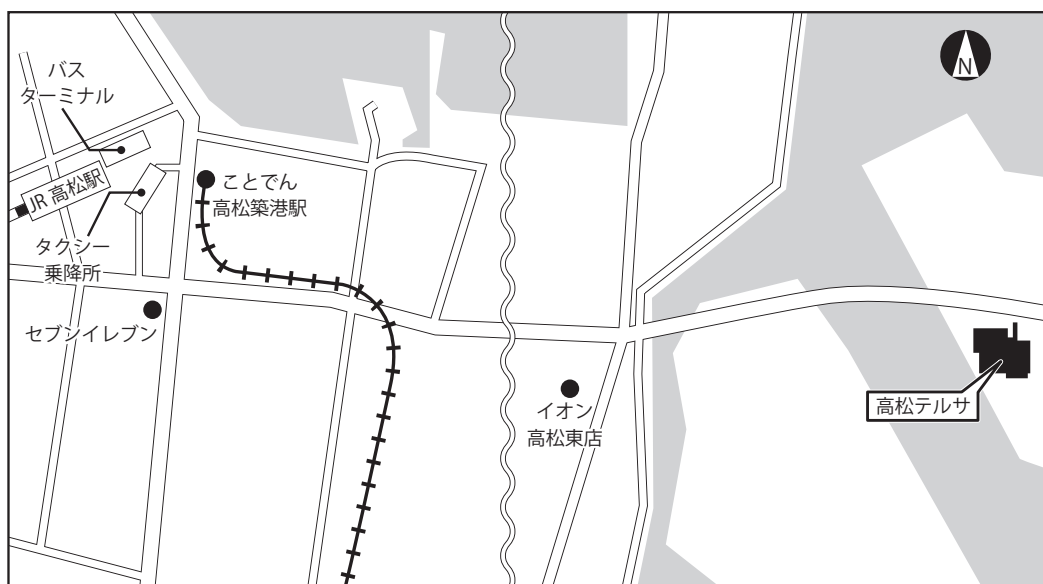 バス
ターミナル
N
JR 高松駅
ことでん
高松築港駅
タクシー
乗降所
セブンイレブン
イオン
高松東店
高松テルサ